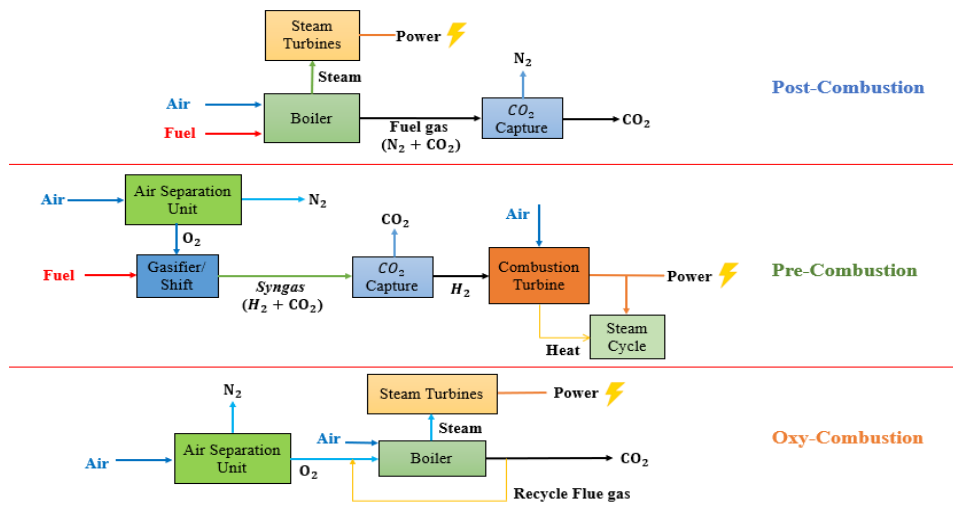 Steam
Turbines
Power
Steam
N₂
Post-Combustion
Air
Fuel
Boiler
Fuel gas
(N₂ + CO₂)
CO₂
Capture
CO₂
Air
Air Separation
Unit
N₂
O₂
CO₂
Air
Fuel
Gasifier/
Shift
Syngas
(H₂ + CO₂)
CO₂
Capture
H₂
Combustion
Turbine
Power
Pre-Combustion
Heat
Steam
Cycle
N₂
Steam Turbines
Power
Steam
Oxy-Combustion
Air
Air
Air Separation
Unit
O₂
Boiler
CO₂
Recycle Flue gas